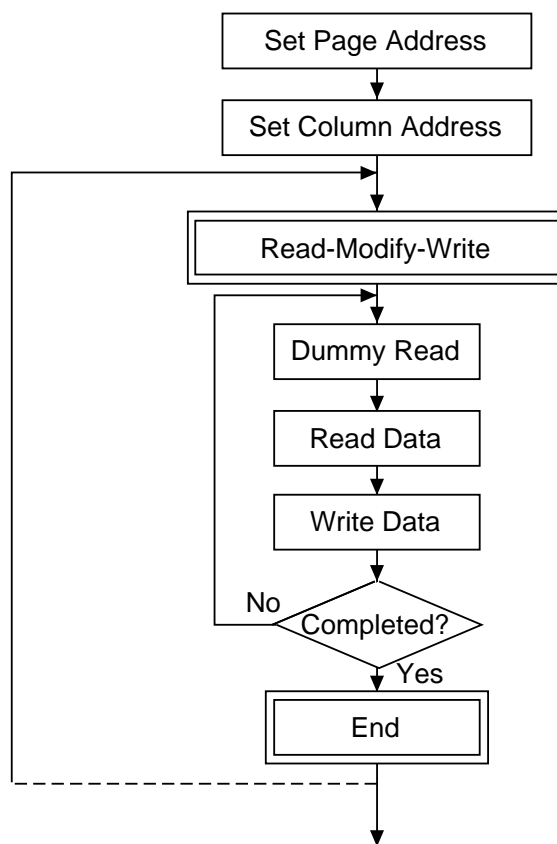 Set Page Address
Set Column Address
Read-Modify-Write
Dummy Read
Read Data
Write Data
No
Completed?
Yes
End